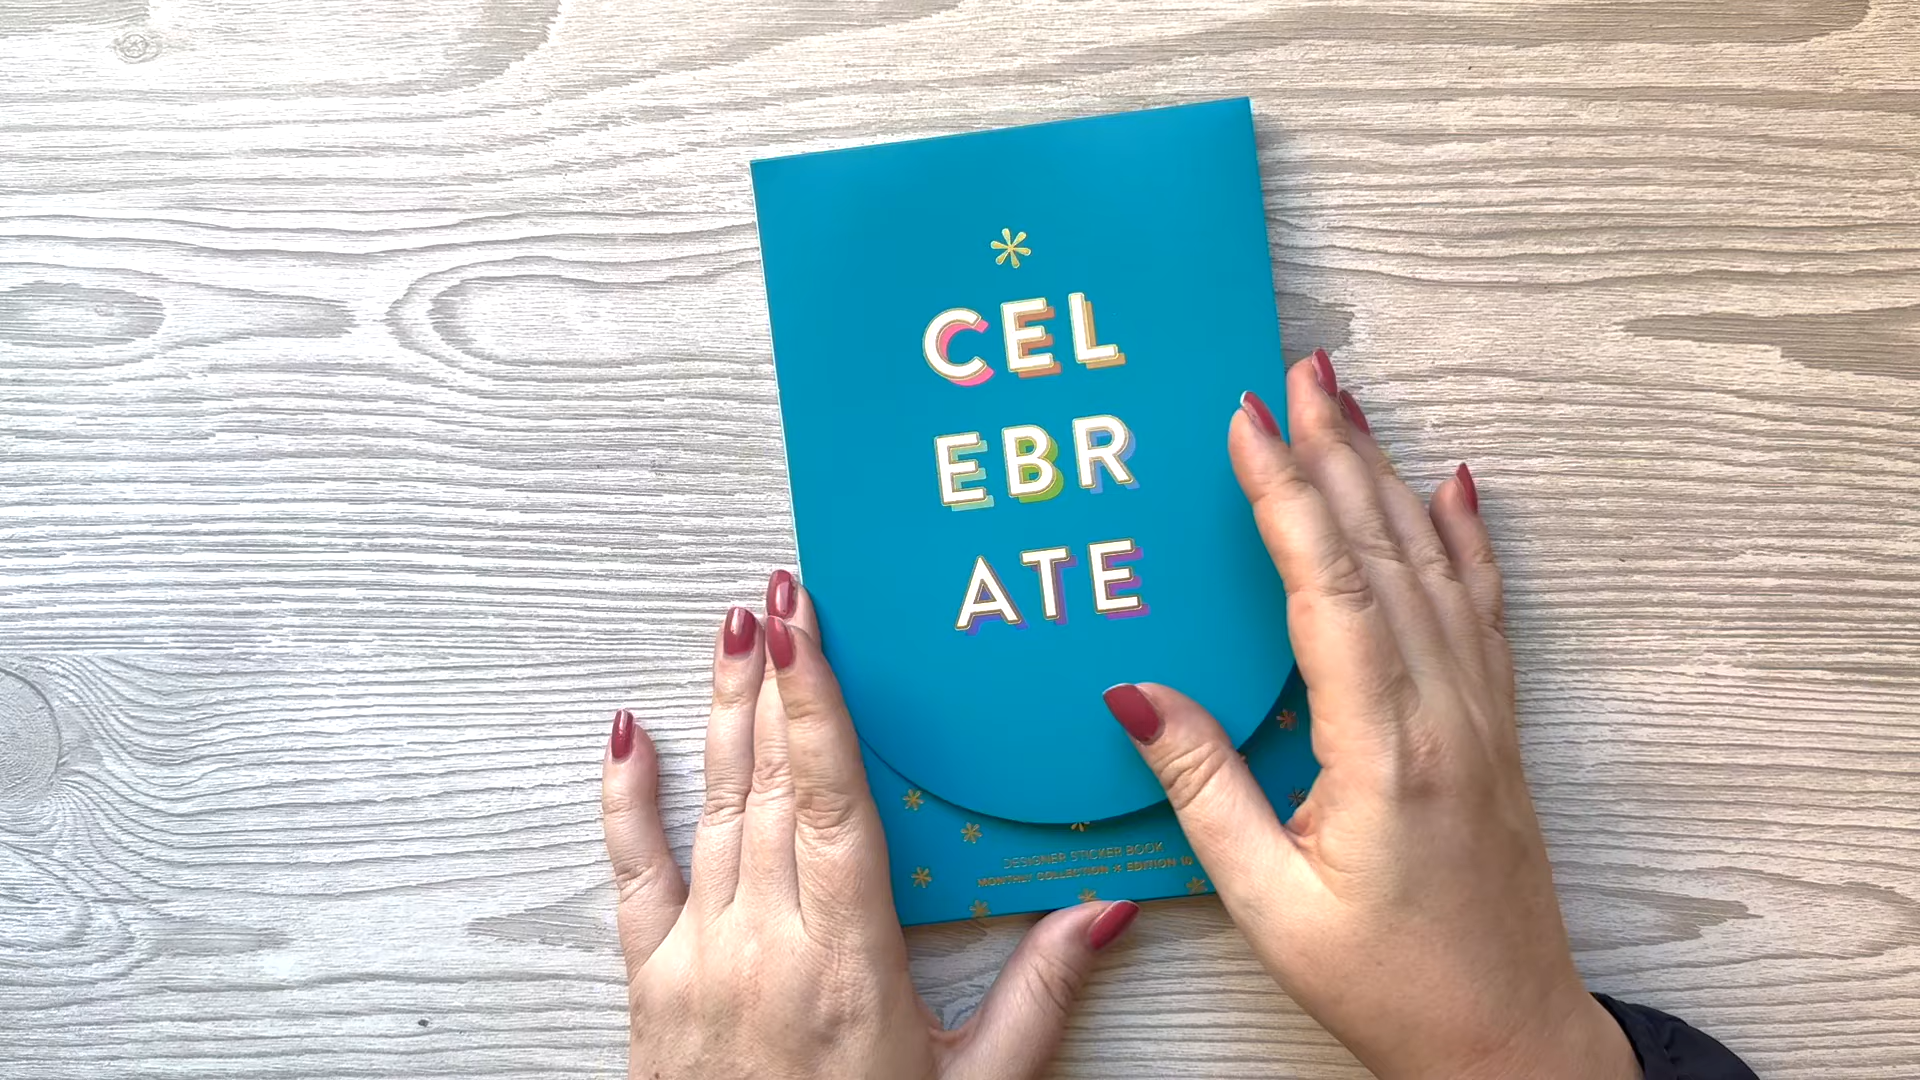 CEL
EBR
ATE
DESIGNER STICKER BOOK
MONTHLY COLLECTION * EDITION 10